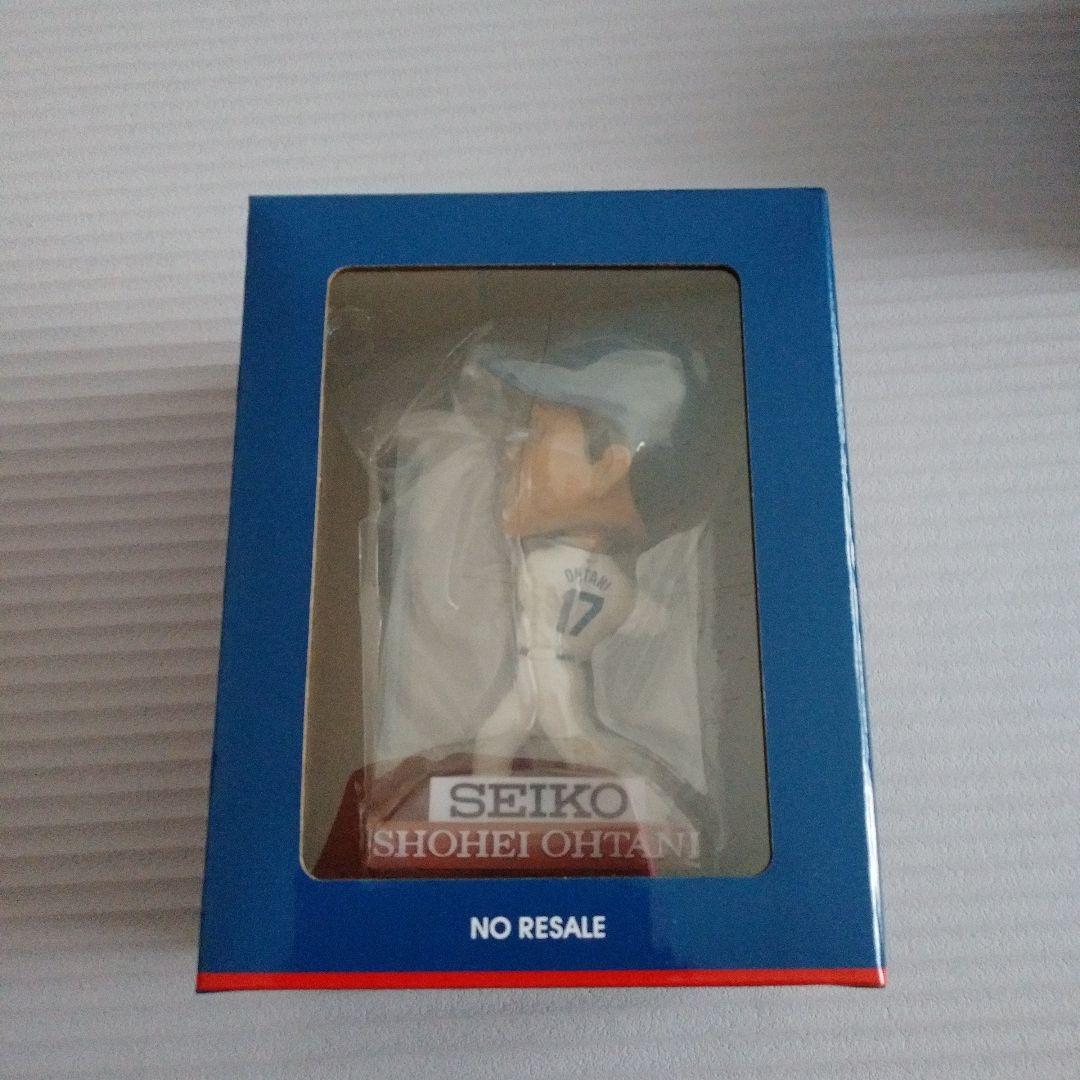 OHTANI
17
SEIKO
SHOHEI OHTANI
NO RESALE